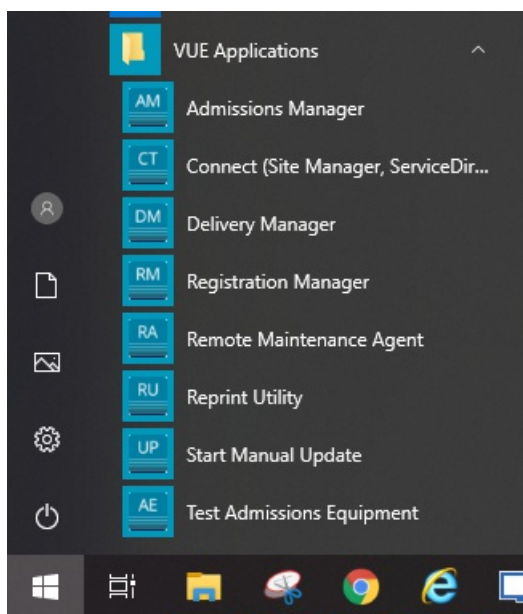 VUE Applications
AM Admissions Manager
CT Connect (Site Manager, ServiceDir...
DM Delivery Manager
RM Registration Manager
RA Remote Maintenance Agent
RU Reprint Utility
UP Start Manual Update
AE Test Admissions Equipment